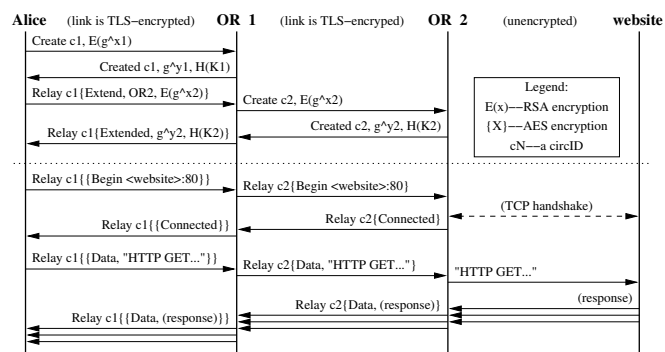 Alice (link is TLS-encrypted) OR 1 (link is TLS-encryped) OR 2 (unencrypted) website
Create c1, E(g^x1)
Created c1, g^y1, H(K1)
Relay c1{Extend, OR2, E(g^x2)}
Create c2, E(g^x2)
Created c2, g^y2, H(K2)
Relay c1{Extended, g^y2, H(K2)}
Legend:
E(x)--RSA encryption
{X}--AES encryption
cN--a circID
Relay c1{{Begin <website>:80}}
Relay c2{Begin <website>:80}
(TCP handshake)
Relay c2{Connected}
Relay c1{{Connected}}
Relay c1{{Data, "HTTP GET..."}}
Relay c2{Data, "HTTP GET..."}
"HTTP GET..."
(response)
Relay c2{Data, (response)}
Relay c1{{Data, (response)}}